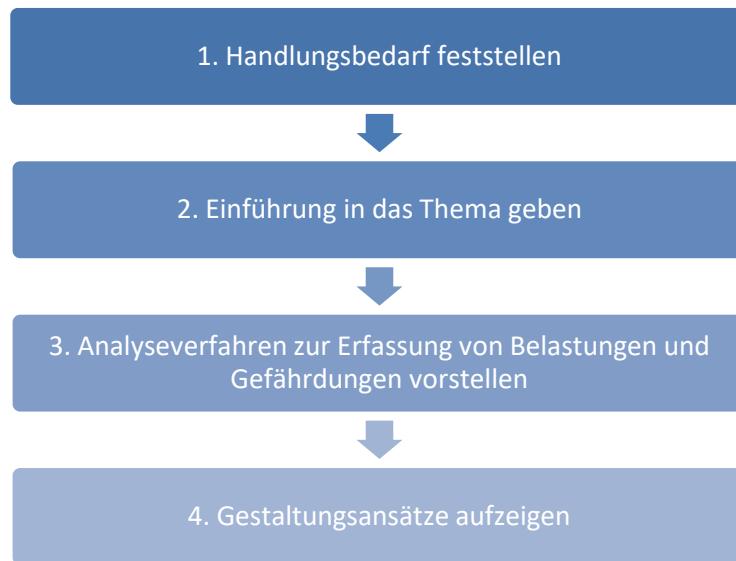 1. Handlungsbedarf feststellen
2. Einführung in das Thema geben
3. Analyseverfahren zur Erfassung von Belastungen und
Gefährdungen vorstellen
4. Gestaltungsansätze aufzeigen